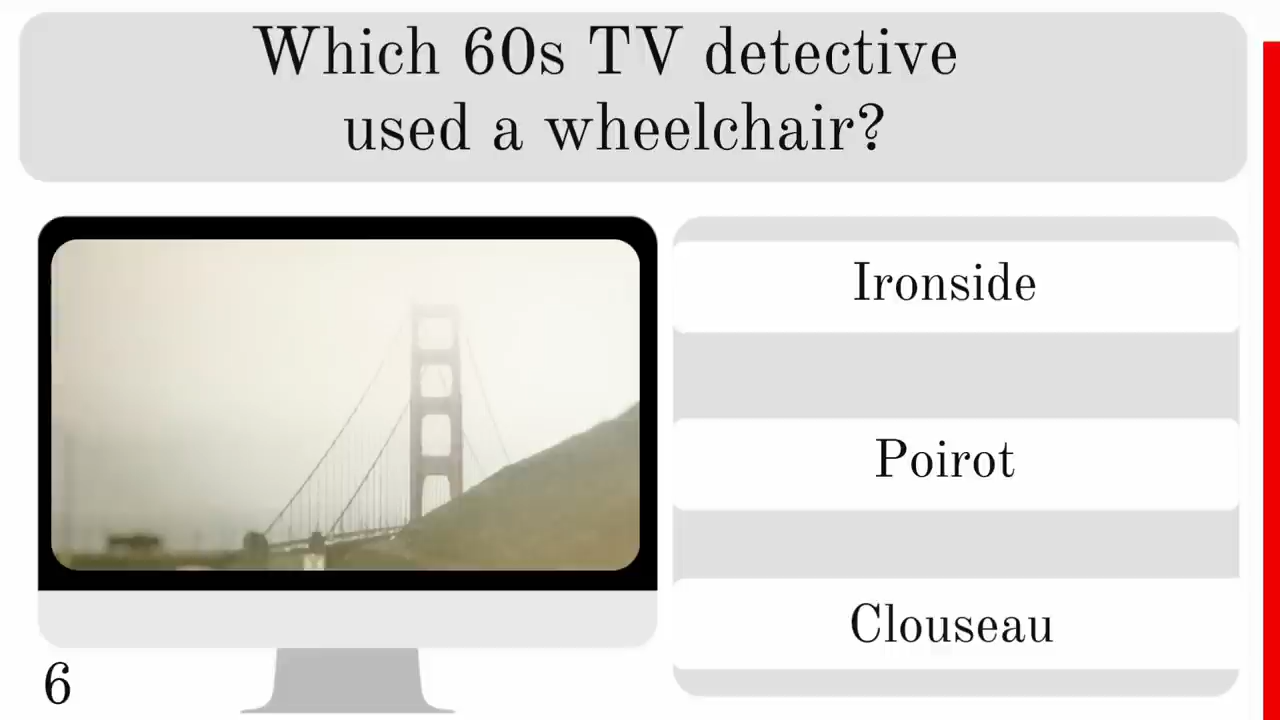 Which 60s TV detective
used a wheelchair?
Ironside
Poirot
Clouseau
6